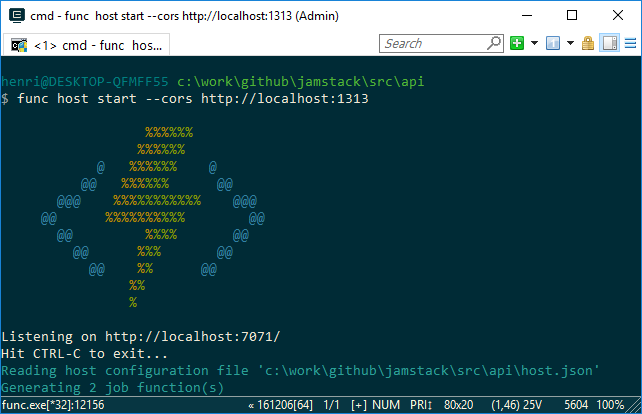 cmd - func  host start --cors http://localhost:1313 (Admin)
<1> cmd - func  hos...
Search
henri@DESKTOP-QFMFF55 c:\work\github\jamstack\src\api
$ func host start --cors http://localhost:1313
                  %%%%%%
                 %%%%%%
            @   %%%%%%    @
          @@   %%%%%%      @@
       @@@    %%%%%%%%%%%    @@@
     @@      %%%%%%%%%%        @@
       @@         %%%%       @@
         @@      %%%       @@
           @@    %%      @@
                %%
                %
Listening on http://localhost:7071/
Hit CTRL-C to exit...
Reading host configuration file 'c:\work\github\jamstack\src\api\host.json'
Generating 2 job function(s)
func.exe[*32]:12156 « 161206[64] 1/1 [+] NUM PRI↕ 80x20 (1,46) 25V 5604 100%